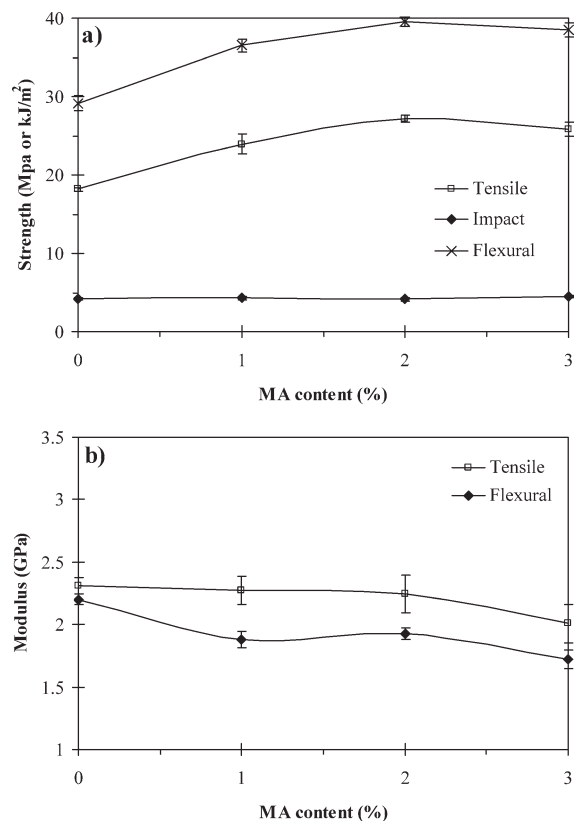 a)
Strength (Mpa or kJ/m²)
40
30
20
10
0
Tensile
Impact
Flexural
0 1 2 3
MA content (%)
b)
Modulus (GPa)
3.5
3
2.5
2
1.5
1
Tensile
Flexural
0 1 2 3
MA content (%)